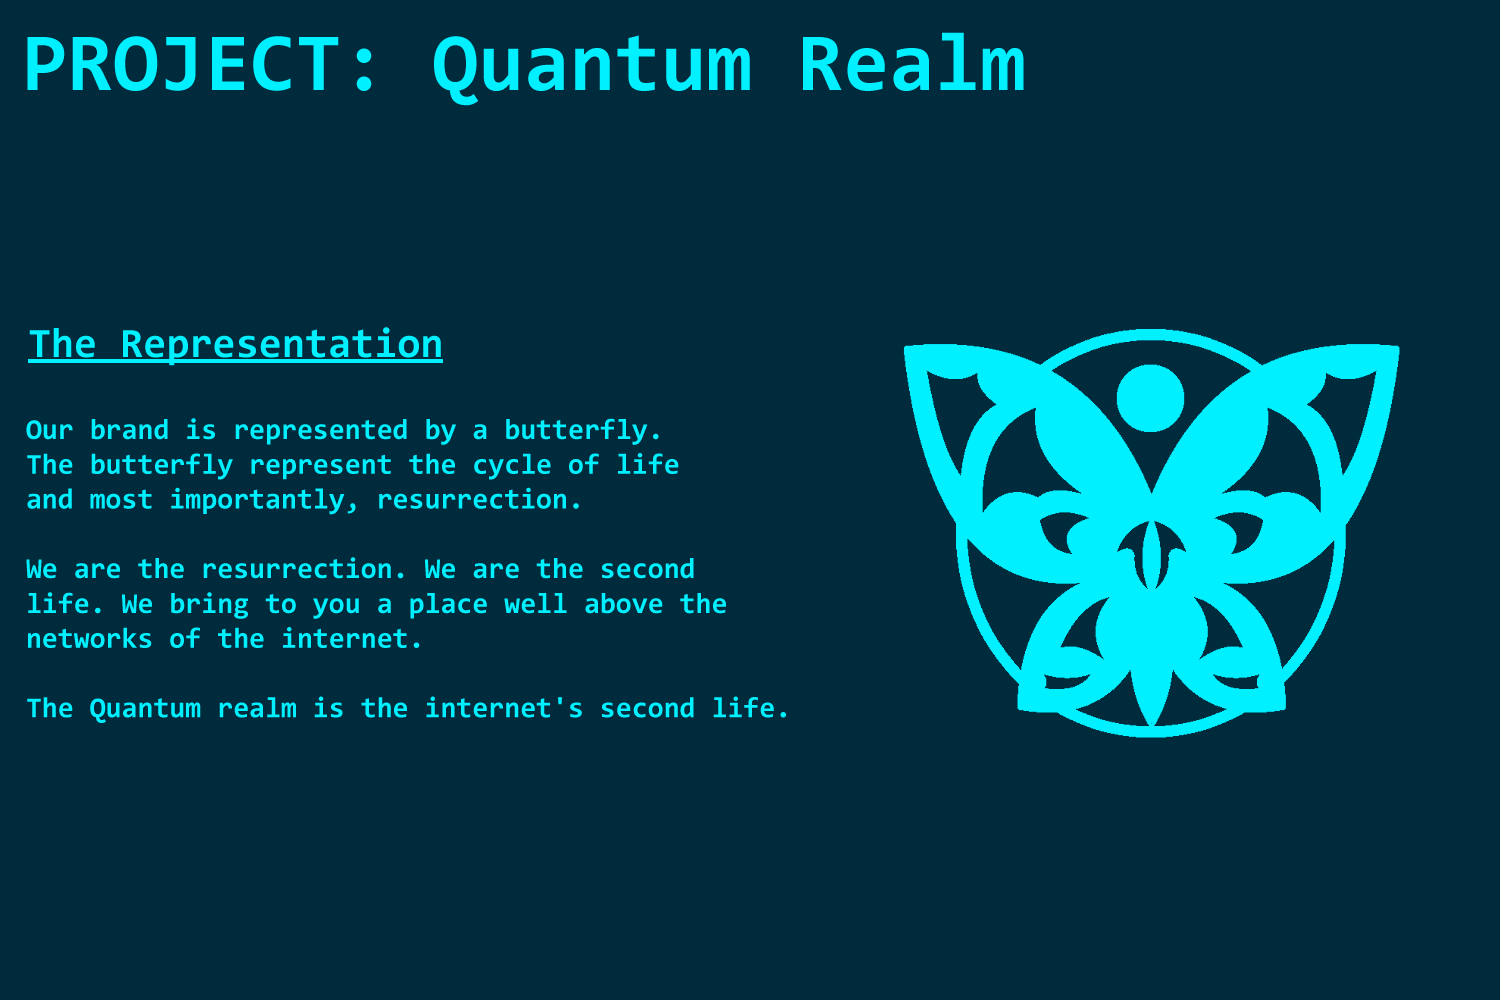 PROJECT: Quantum Realm
The Representation
Our brand is represented by a butterfly.
The butterfly represent the cycle of life
and most importantly, resurrection.
We are the resurrection. We are the second
life. We bring to you a place well above the
networks of the internet.
The Quantum realm is the internet's second life.